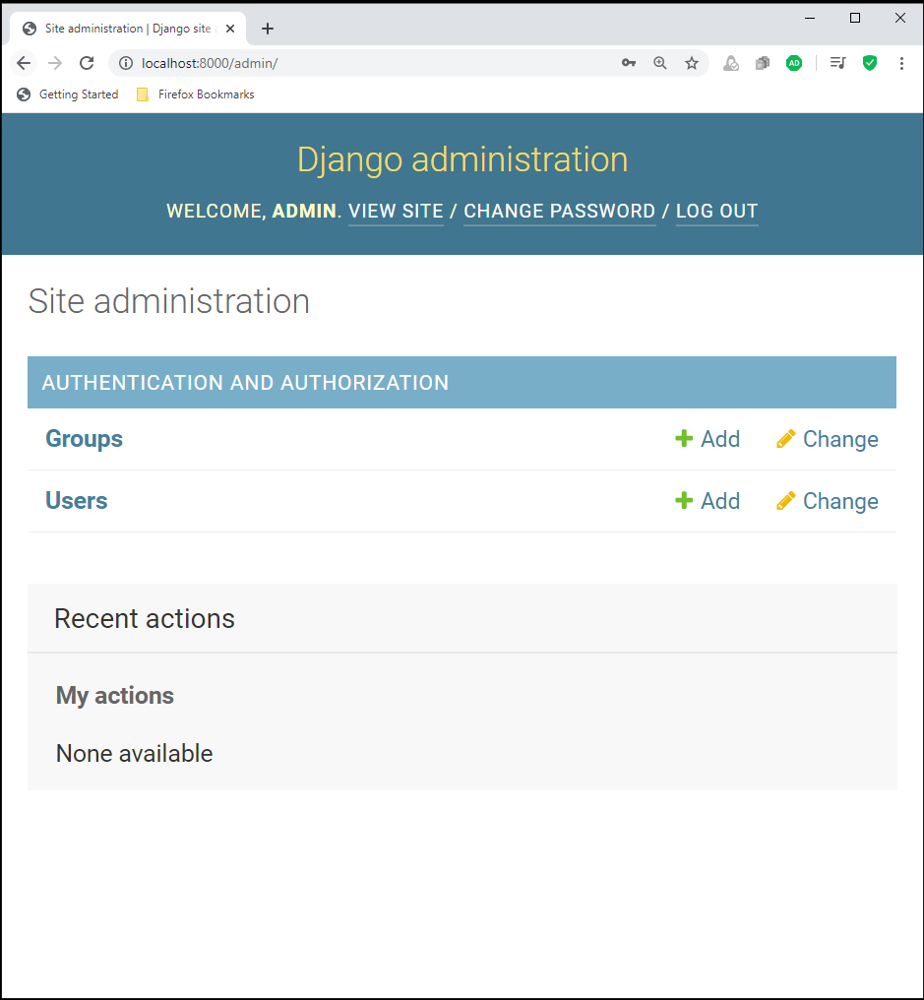 Site administration | Django site a
localhost:8000/admin/
AD
Getting Started Firefox Bookmarks
Django administration
WELCOME, ADMIN. VIEW SITE / CHANGE PASSWORD / LOG OUT
Site administration
AUTHENTICATION AND AUTHORIZATION
Groups Add Change
Users Add Change
Recent actions
My actions
None available